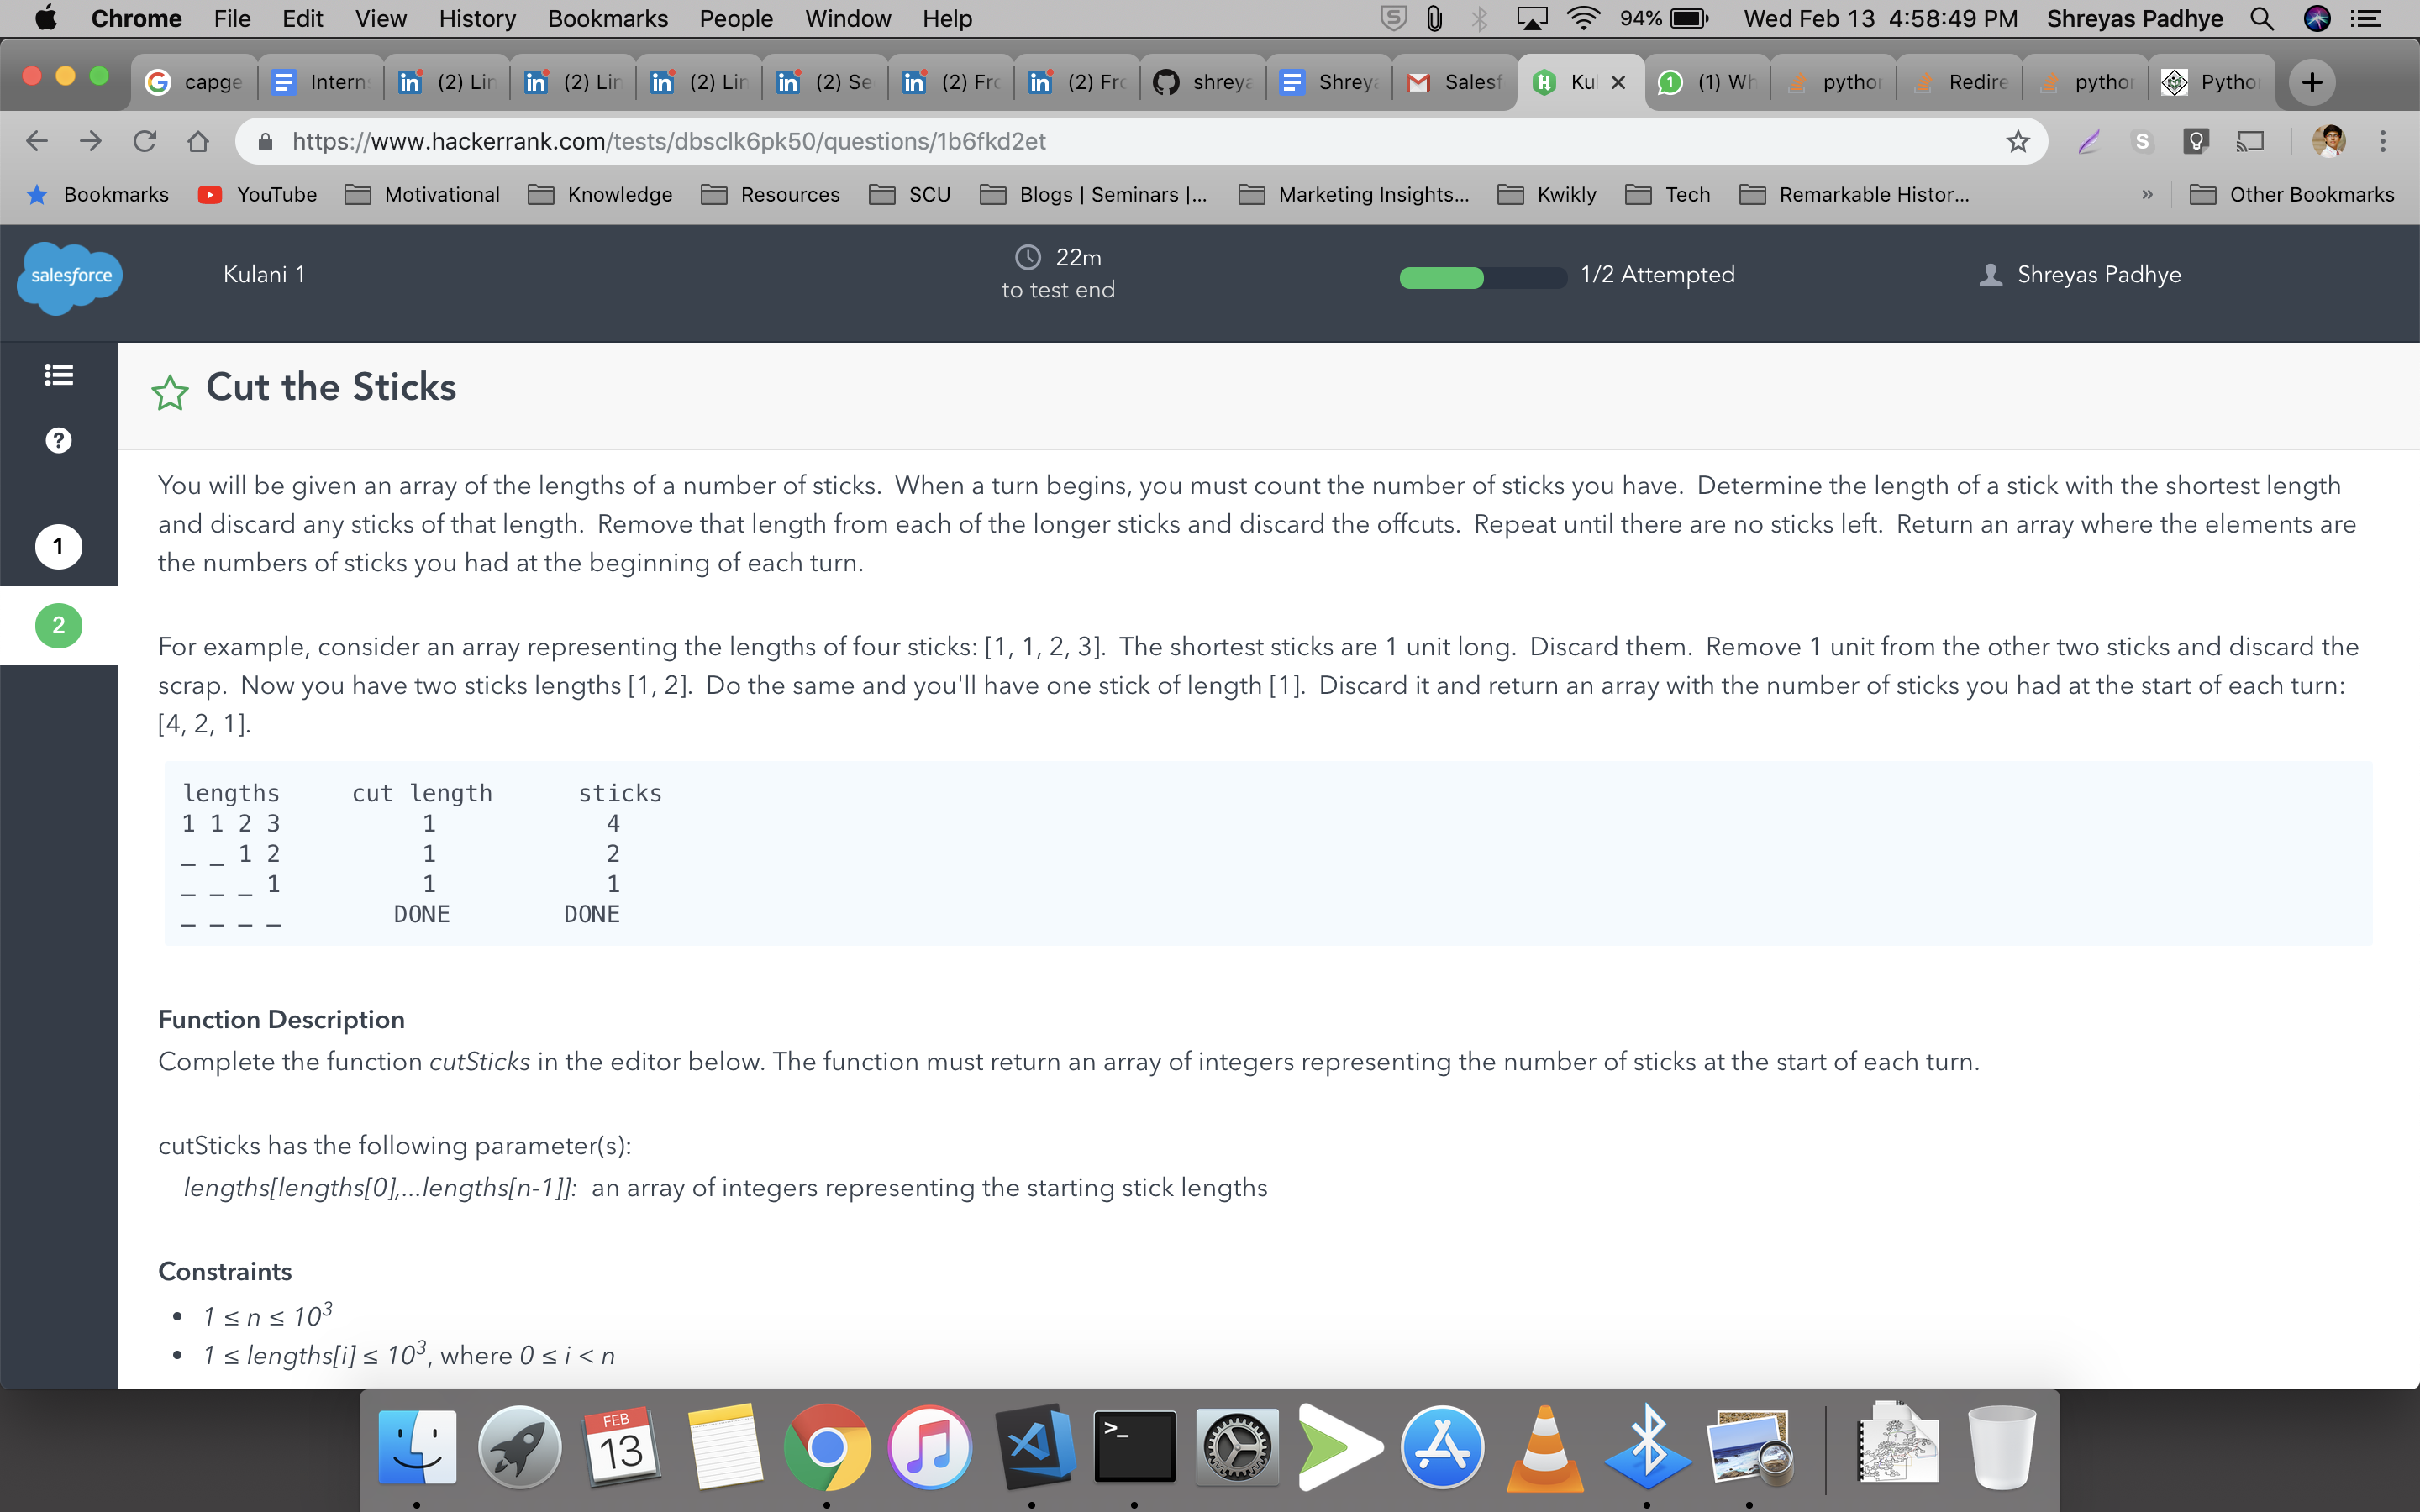 Chrome File Edit View History Bookmarks People Window Help 94% Wed Feb 13 4:58:49 PM Shreyas Padhye
capge Intern (2) Lin (2) Lin (2) Lin (2) Se (2) Fro (2) Fro shreya Shreya Salesf Kul (1) Wh python Redire python Python
https://www.hackerrank.com/tests/dbsclk6pk50/questions/1b6fkd2et
Bookmarks YouTube Motivational Knowledge Resources SCU Blogs | Seminars |... Marketing Insights... Kwikly Tech Remarkable Histor... » Other Bookmarks
salesforce Kulani 1 22m 1/2 Attempted Shreyas Padhye
to test end
Cut the Sticks
?
1
2
You will be given an array of the lengths of a number of sticks. When a turn begins, you must count the number of sticks you have. Determine the length of a stick with the shortest length
and discard any sticks of that length. Remove that length from each of the longer sticks and discard the offcuts. Repeat until there are no sticks left. Return an array where the elements are
the numbers of sticks you had at the beginning of each turn.
For example, consider an array representing the lengths of four sticks: [1, 1, 2, 3]. The shortest sticks are 1 unit long. Discard them. Remove 1 unit from the other two sticks and discard the
scrap. Now you have two sticks lengths [1, 2]. Do the same and you'll have one stick of length [1]. Discard it and return an array with the number of sticks you had at the start of each turn:
[4, 2, 1].
lengths cut length sticks
1 1 2 3 1 4
_ _ 1 2 1 2
_ _ _ 1 1 1
_ _ _ _ DONE DONE
Function Description
Complete the function cutSticks in the editor below. The function must return an array of integers representing the number of sticks at the start of each turn.
cutSticks has the following parameter(s):
lengths[lengths[0],...lengths[n-1]]: an array of integers representing the starting stick lengths
Constraints
• 1 ≤ n ≤ 10³
• 1 ≤ lengths[i] ≤ 10³, where 0 ≤ i < n
FEB
13
>_